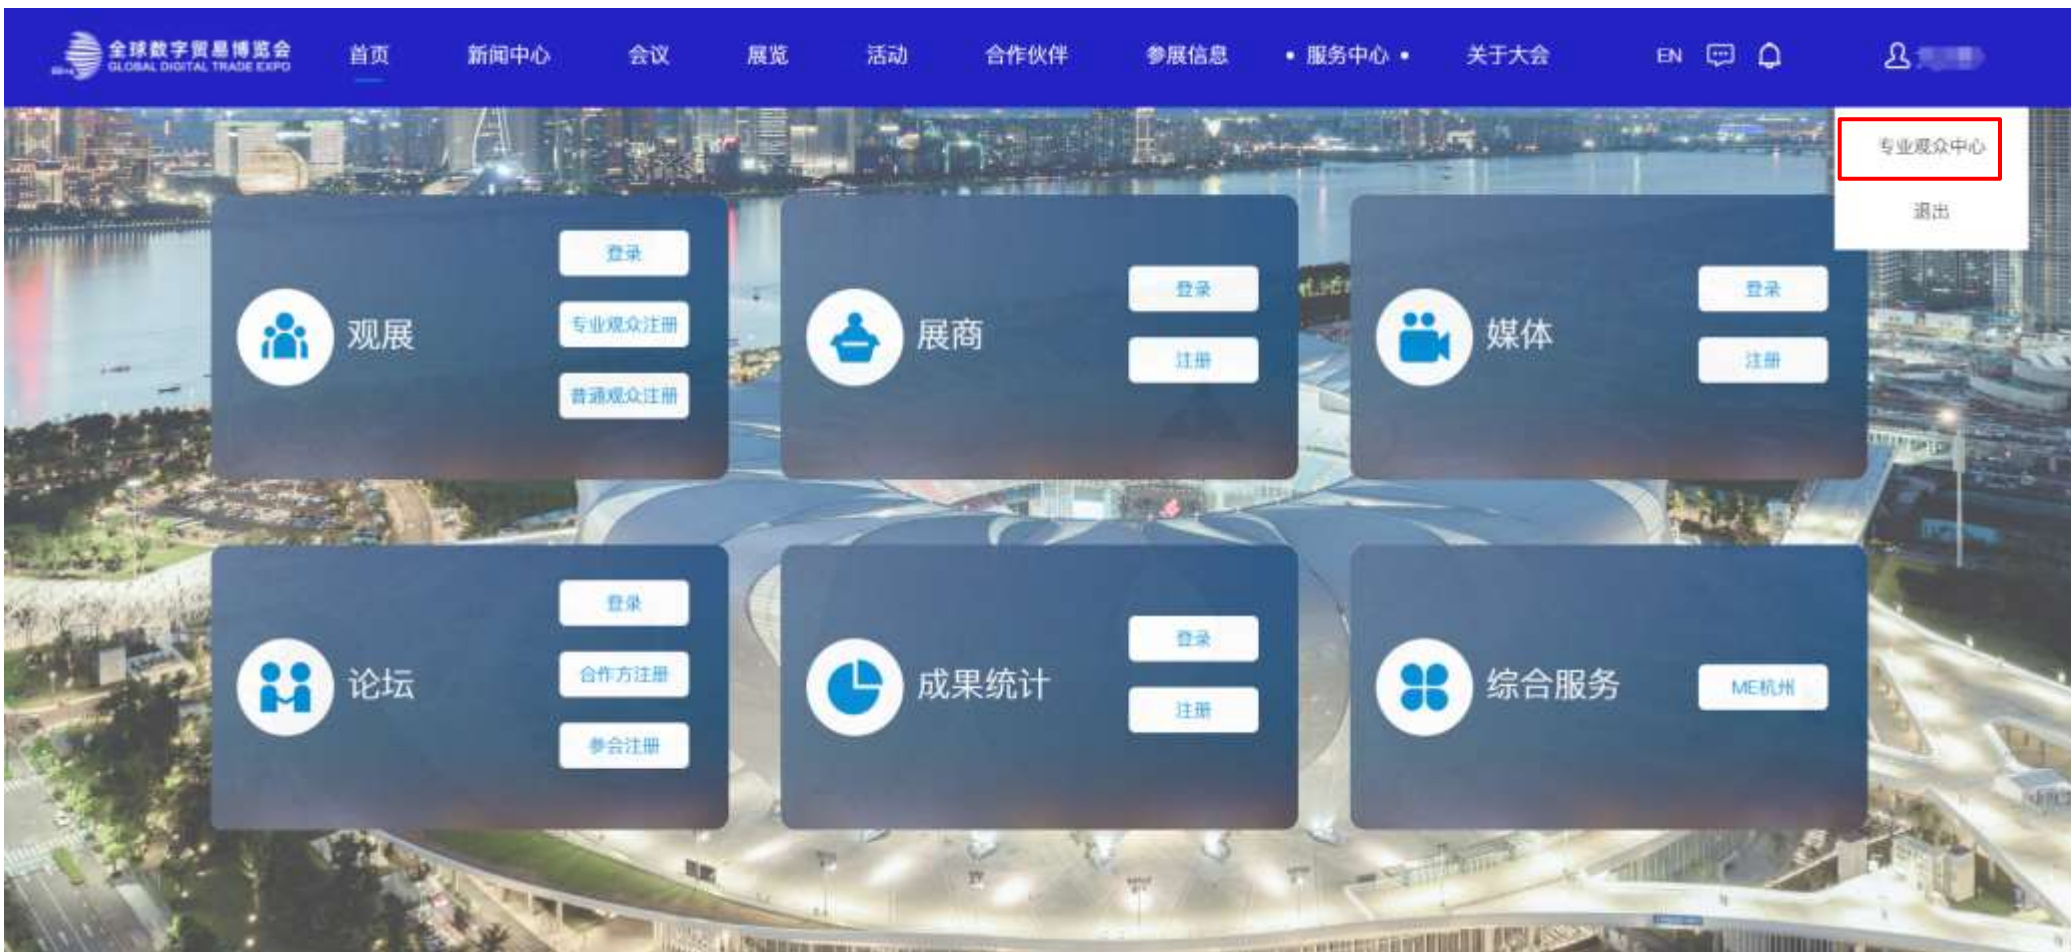 全球数字贸易博览会
GLOBAL DIGITAL TRADE EXPO
首页 新闻中心 会议 展览 活动 合作伙伴 参展信息 • 服务中心 • 关于大会 EN
专业观众中心
退出
观展
登录
专业观众注册
普通观众注册
展商
登录
注册
媒体
登录
注册
论坛
登录
合作方注册
参会注册
成果统计
登录
注册
综合服务
ME杭州